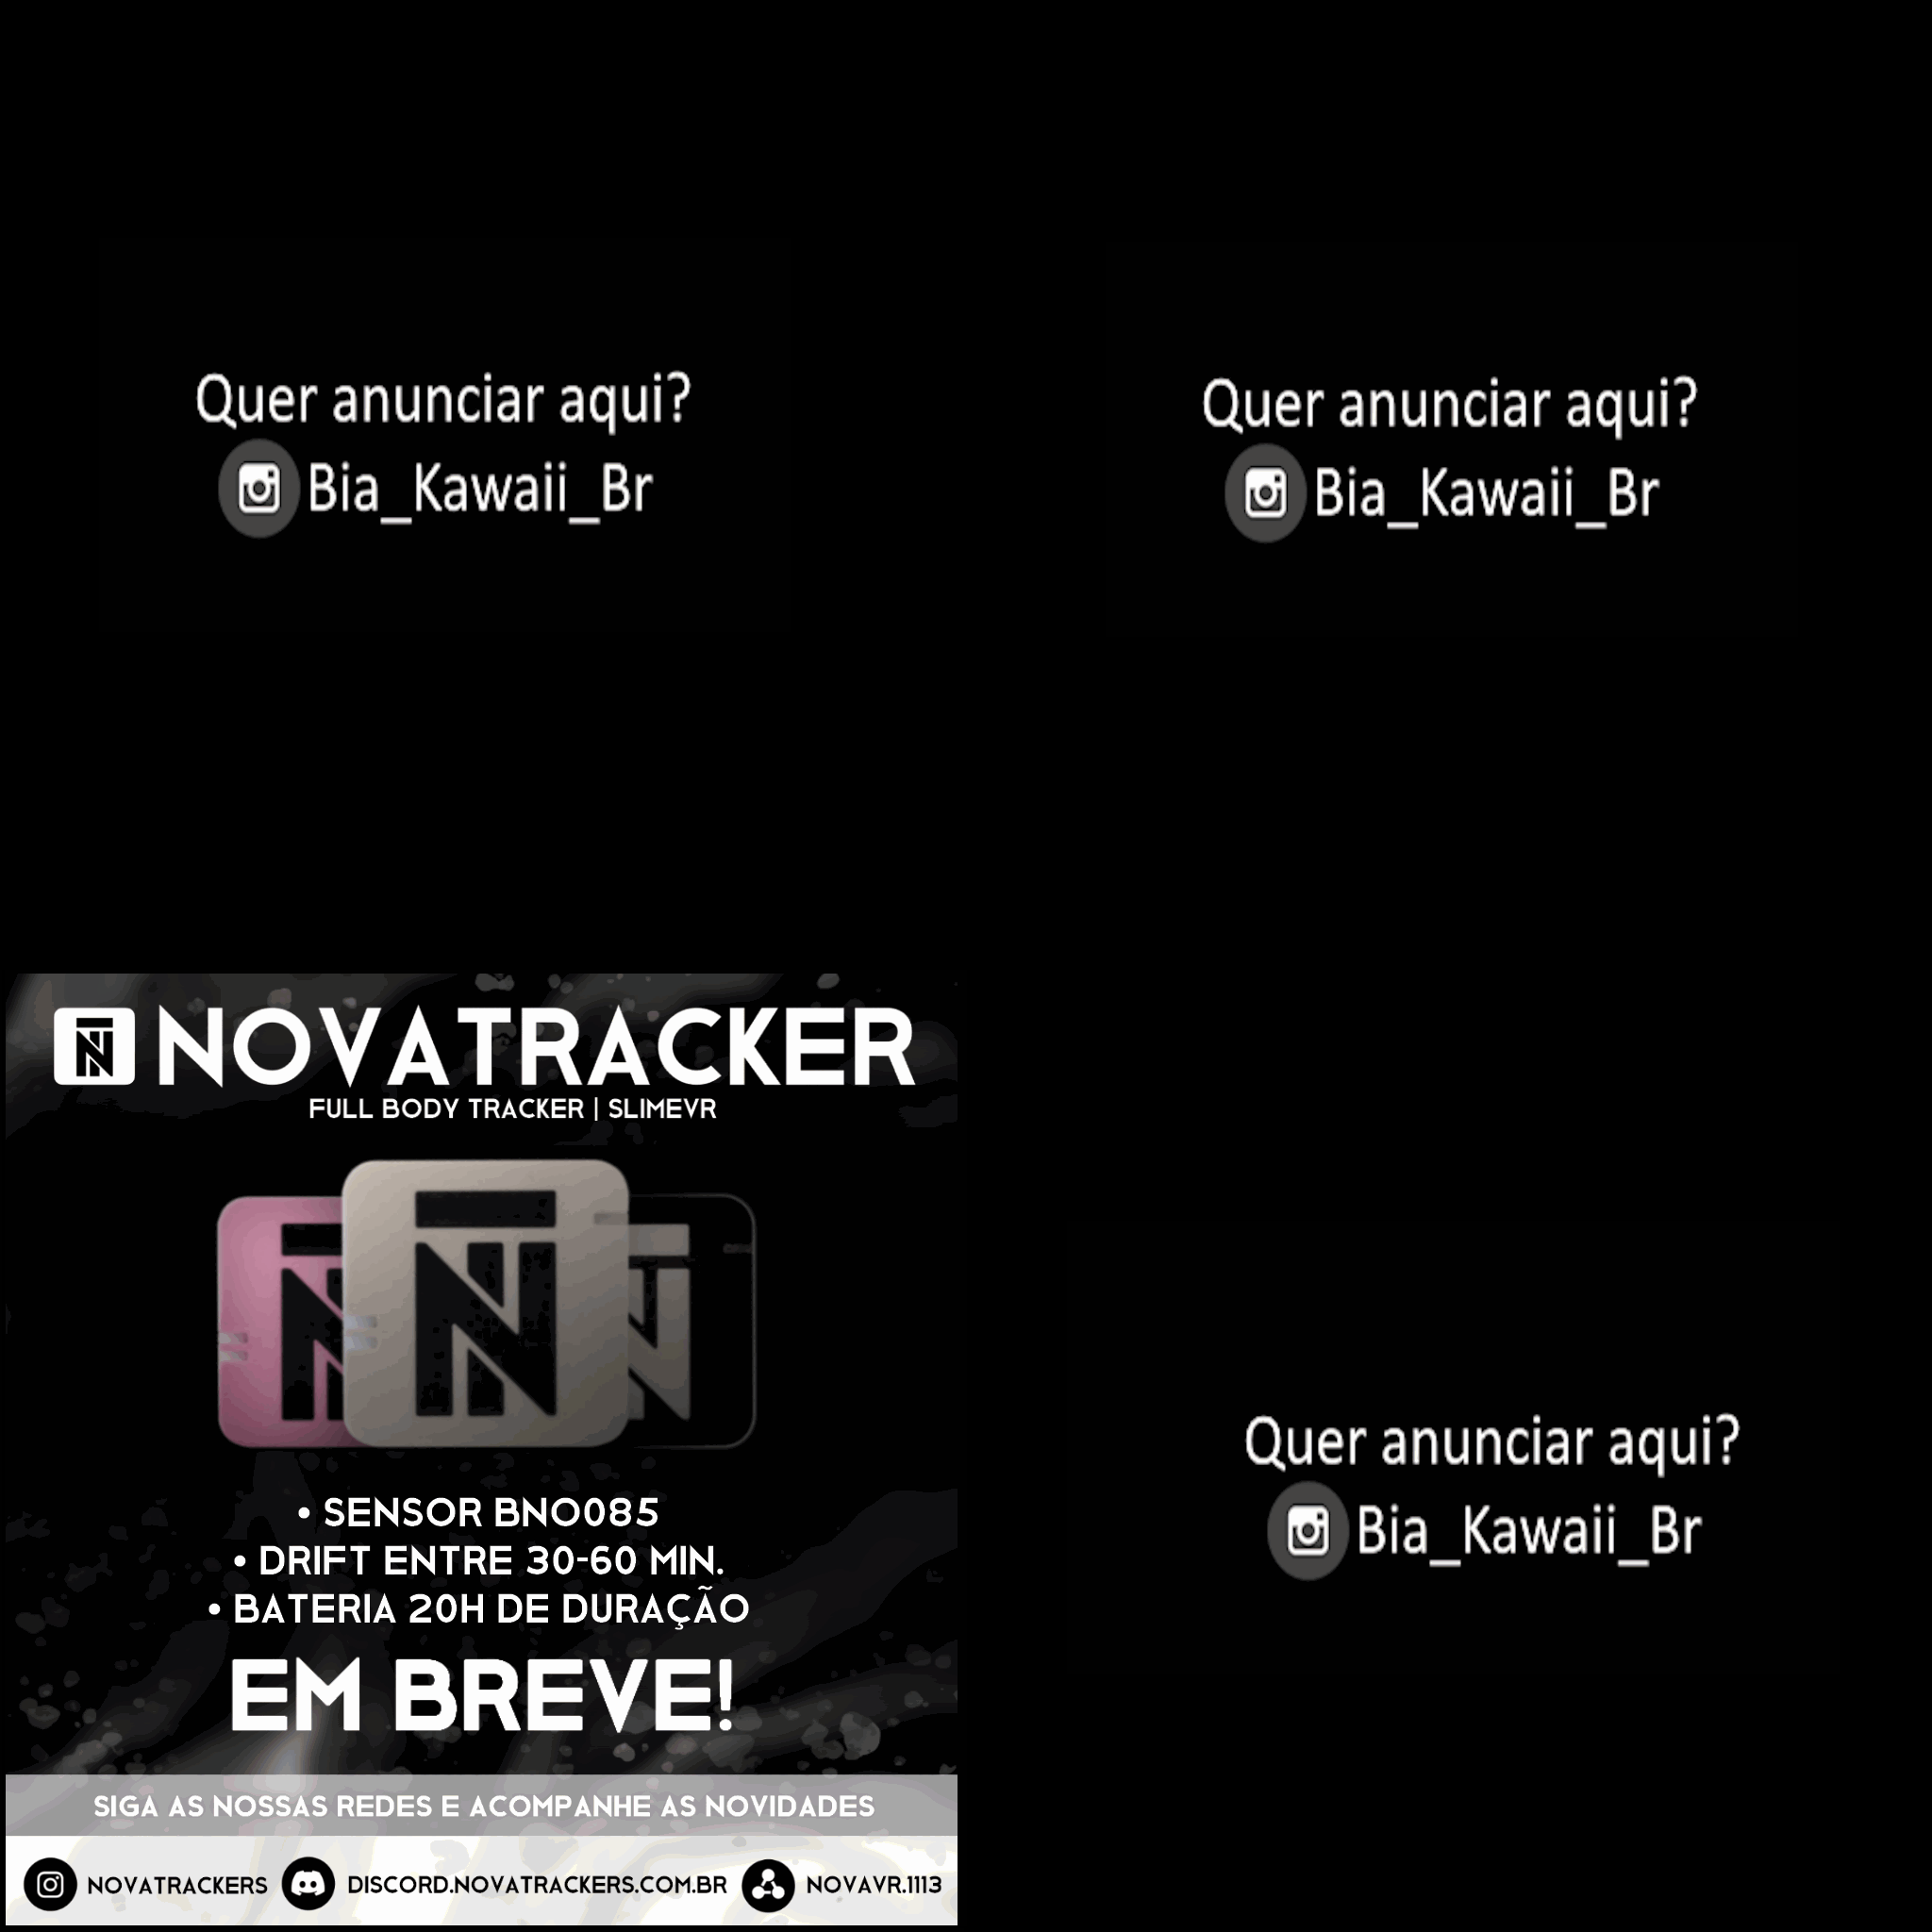 Quer anunciar aqui?
Bia_Kawaii_Br
Quer anunciar aqui?
Bia_Kawaii_Br
NOVATRACKER
FULL BODY TRACKER | SLIMEVR
• SENSOR BNO085
• DRIFT ENTRE 30-60 MIN.
• BATERIA 20H DE DURAÇÃO
EM BREVE!
SIGA AS NOSSAS REDES E ACOMPANHE AS NOVIDADES
NOVATRACKERS
DISCORD.NOVATRACKERS.COM.BR
NOVAVR.1113
Quer anunciar aqui?
Bia_Kawaii_Br